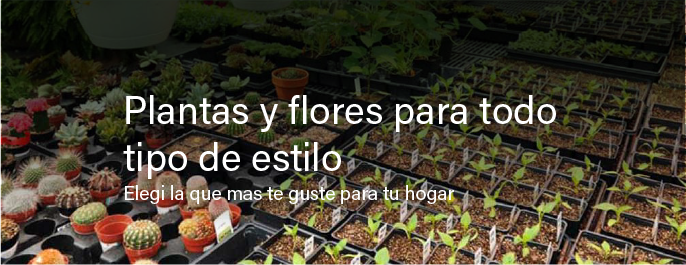 Plantas y flores para todo
tipo de estilo
Elegi la que mas te guste para tu hogar